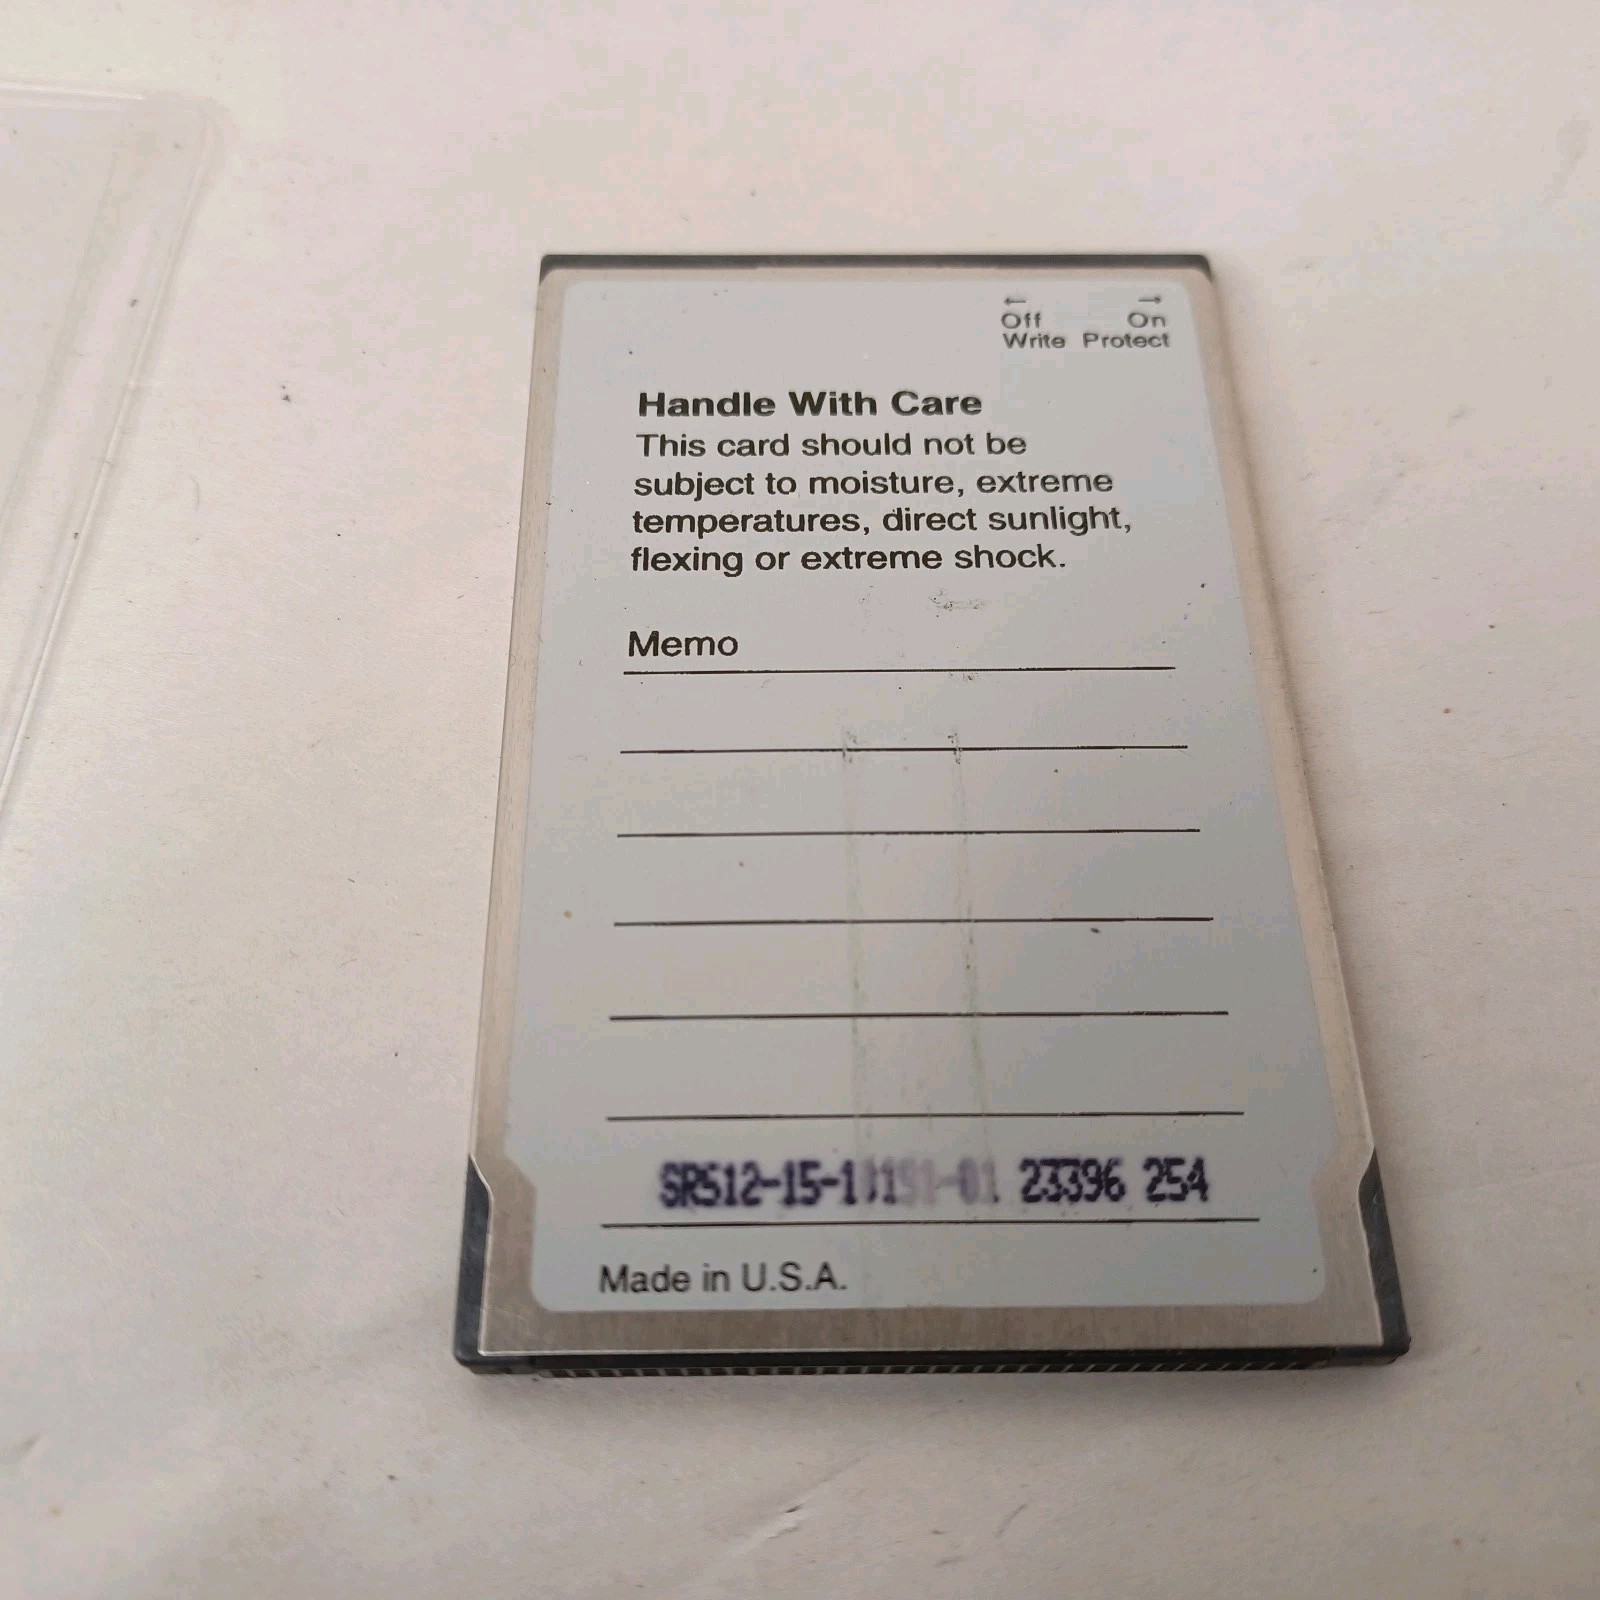 ← →
Off On
Write Protect
Handle With Care
This card should not be
subject to moisture, extreme
temperatures, direct sunlight,
flexing or extreme shock.
Memo
23396 254
Made in U.S.A.